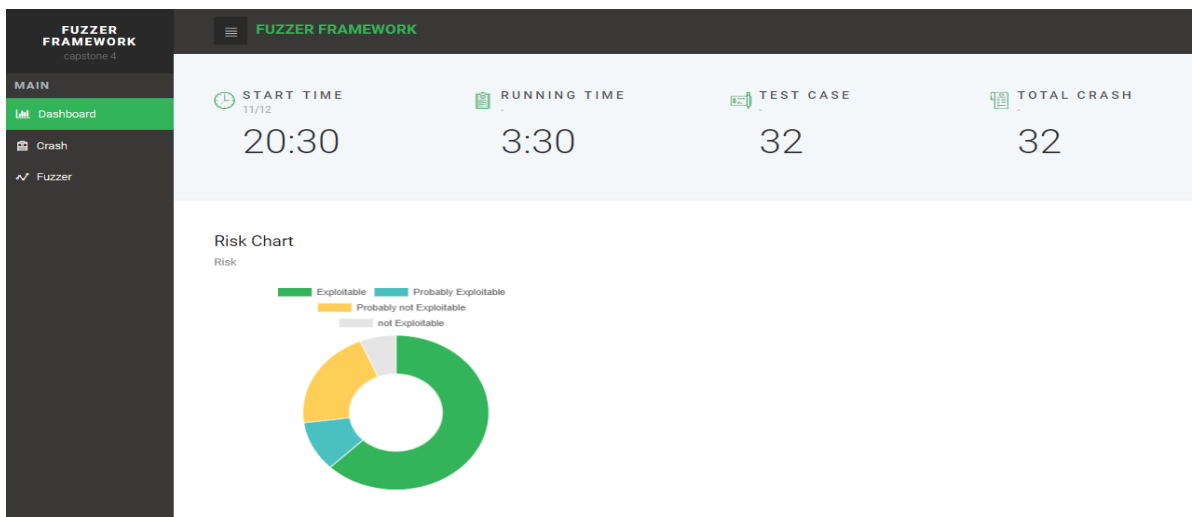 FUZZER
FRAMEWORK
capstone 4
MAIN
Dashboard
Crash
Fuzzer
FUZZER FRAMEWORK
START TIME
11/12
20:30
RUNNING TIME
-
3:30
TEST CASE
-
32
TOTAL CRASH
-
32
Risk Chart
Risk
Exploitable Probably Exploitable
Probably not Exploitable
not Exploitable